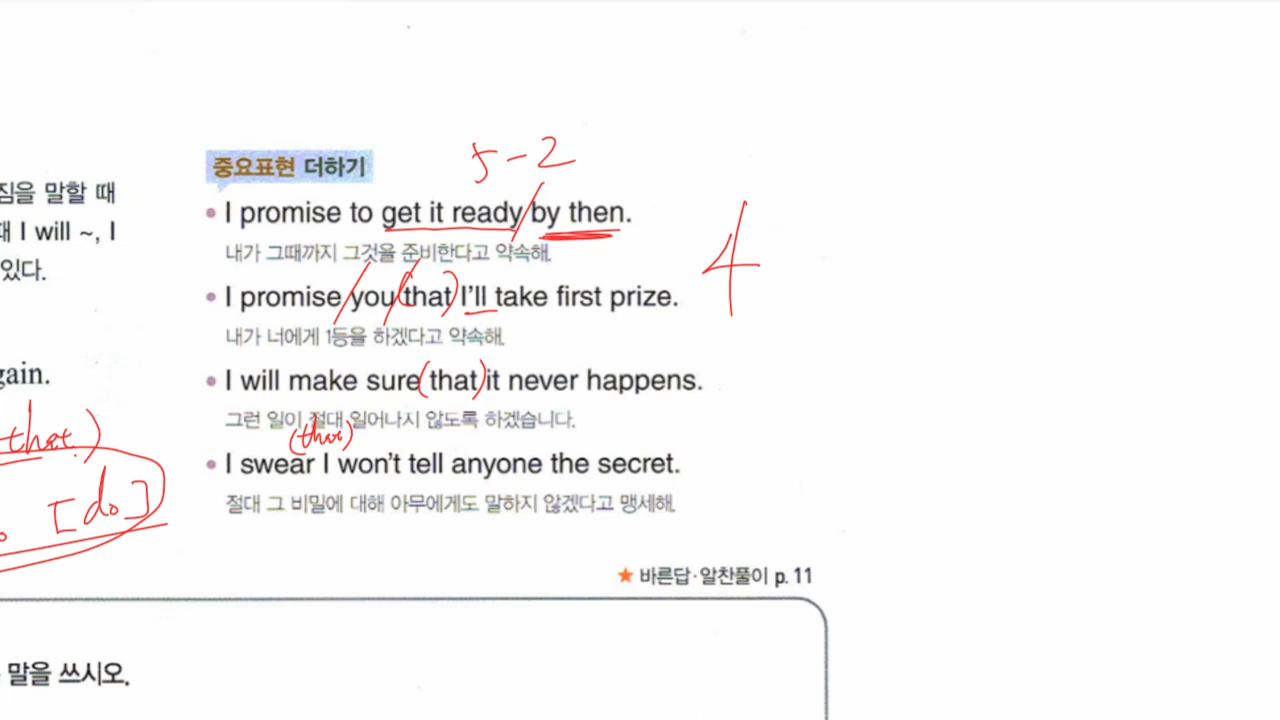 5-2
중요표현 더하기
짐을 말할 때
I promise to get it ready by then.
4
때 I will ~, I
내가 그때까지 그것을 준비한다고 약속해.
있다.
I promise you (that) I'll take first prize.
내가 너에게 1등을 하겠다고 약속해.
gain.
I will make sure (that) it never happens.
그런 일이 절대 일어나지 않도록 하겠습니다.
that)
(that)
I swear I won't tell anyone the secret.
[do]
절대 그 비밀에 대해 아무에게도 말하지 않겠다고 맹세해.
★ 바른답·알찬풀이 p. 11
말을 쓰시오.